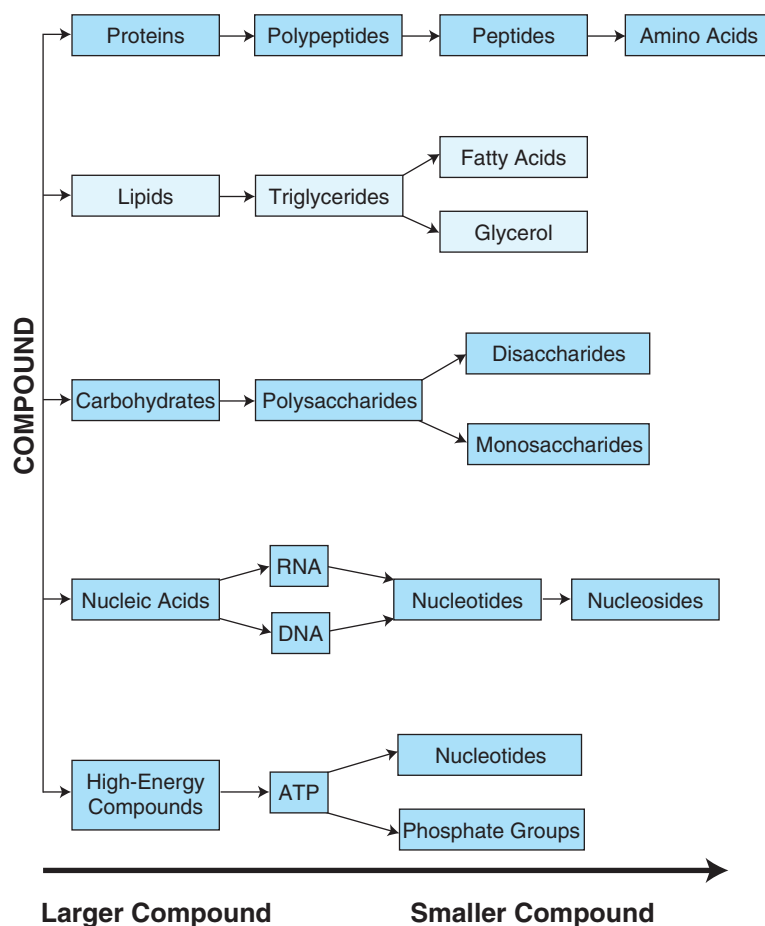 Proteins
Polypeptides
Peptides
Amino Acids
Lipids
Triglycerides
Fatty Acids
Glycerol
COMPOUND
Carbohydrates
Polysaccharides
Disaccharides
Monosaccharides
Nucleic Acids
RNA
DNA
Nucleotides
Nucleosides
High-Energy
Compounds
ATP
Nucleotides
Phosphate Groups
Larger Compound
Smaller Compound